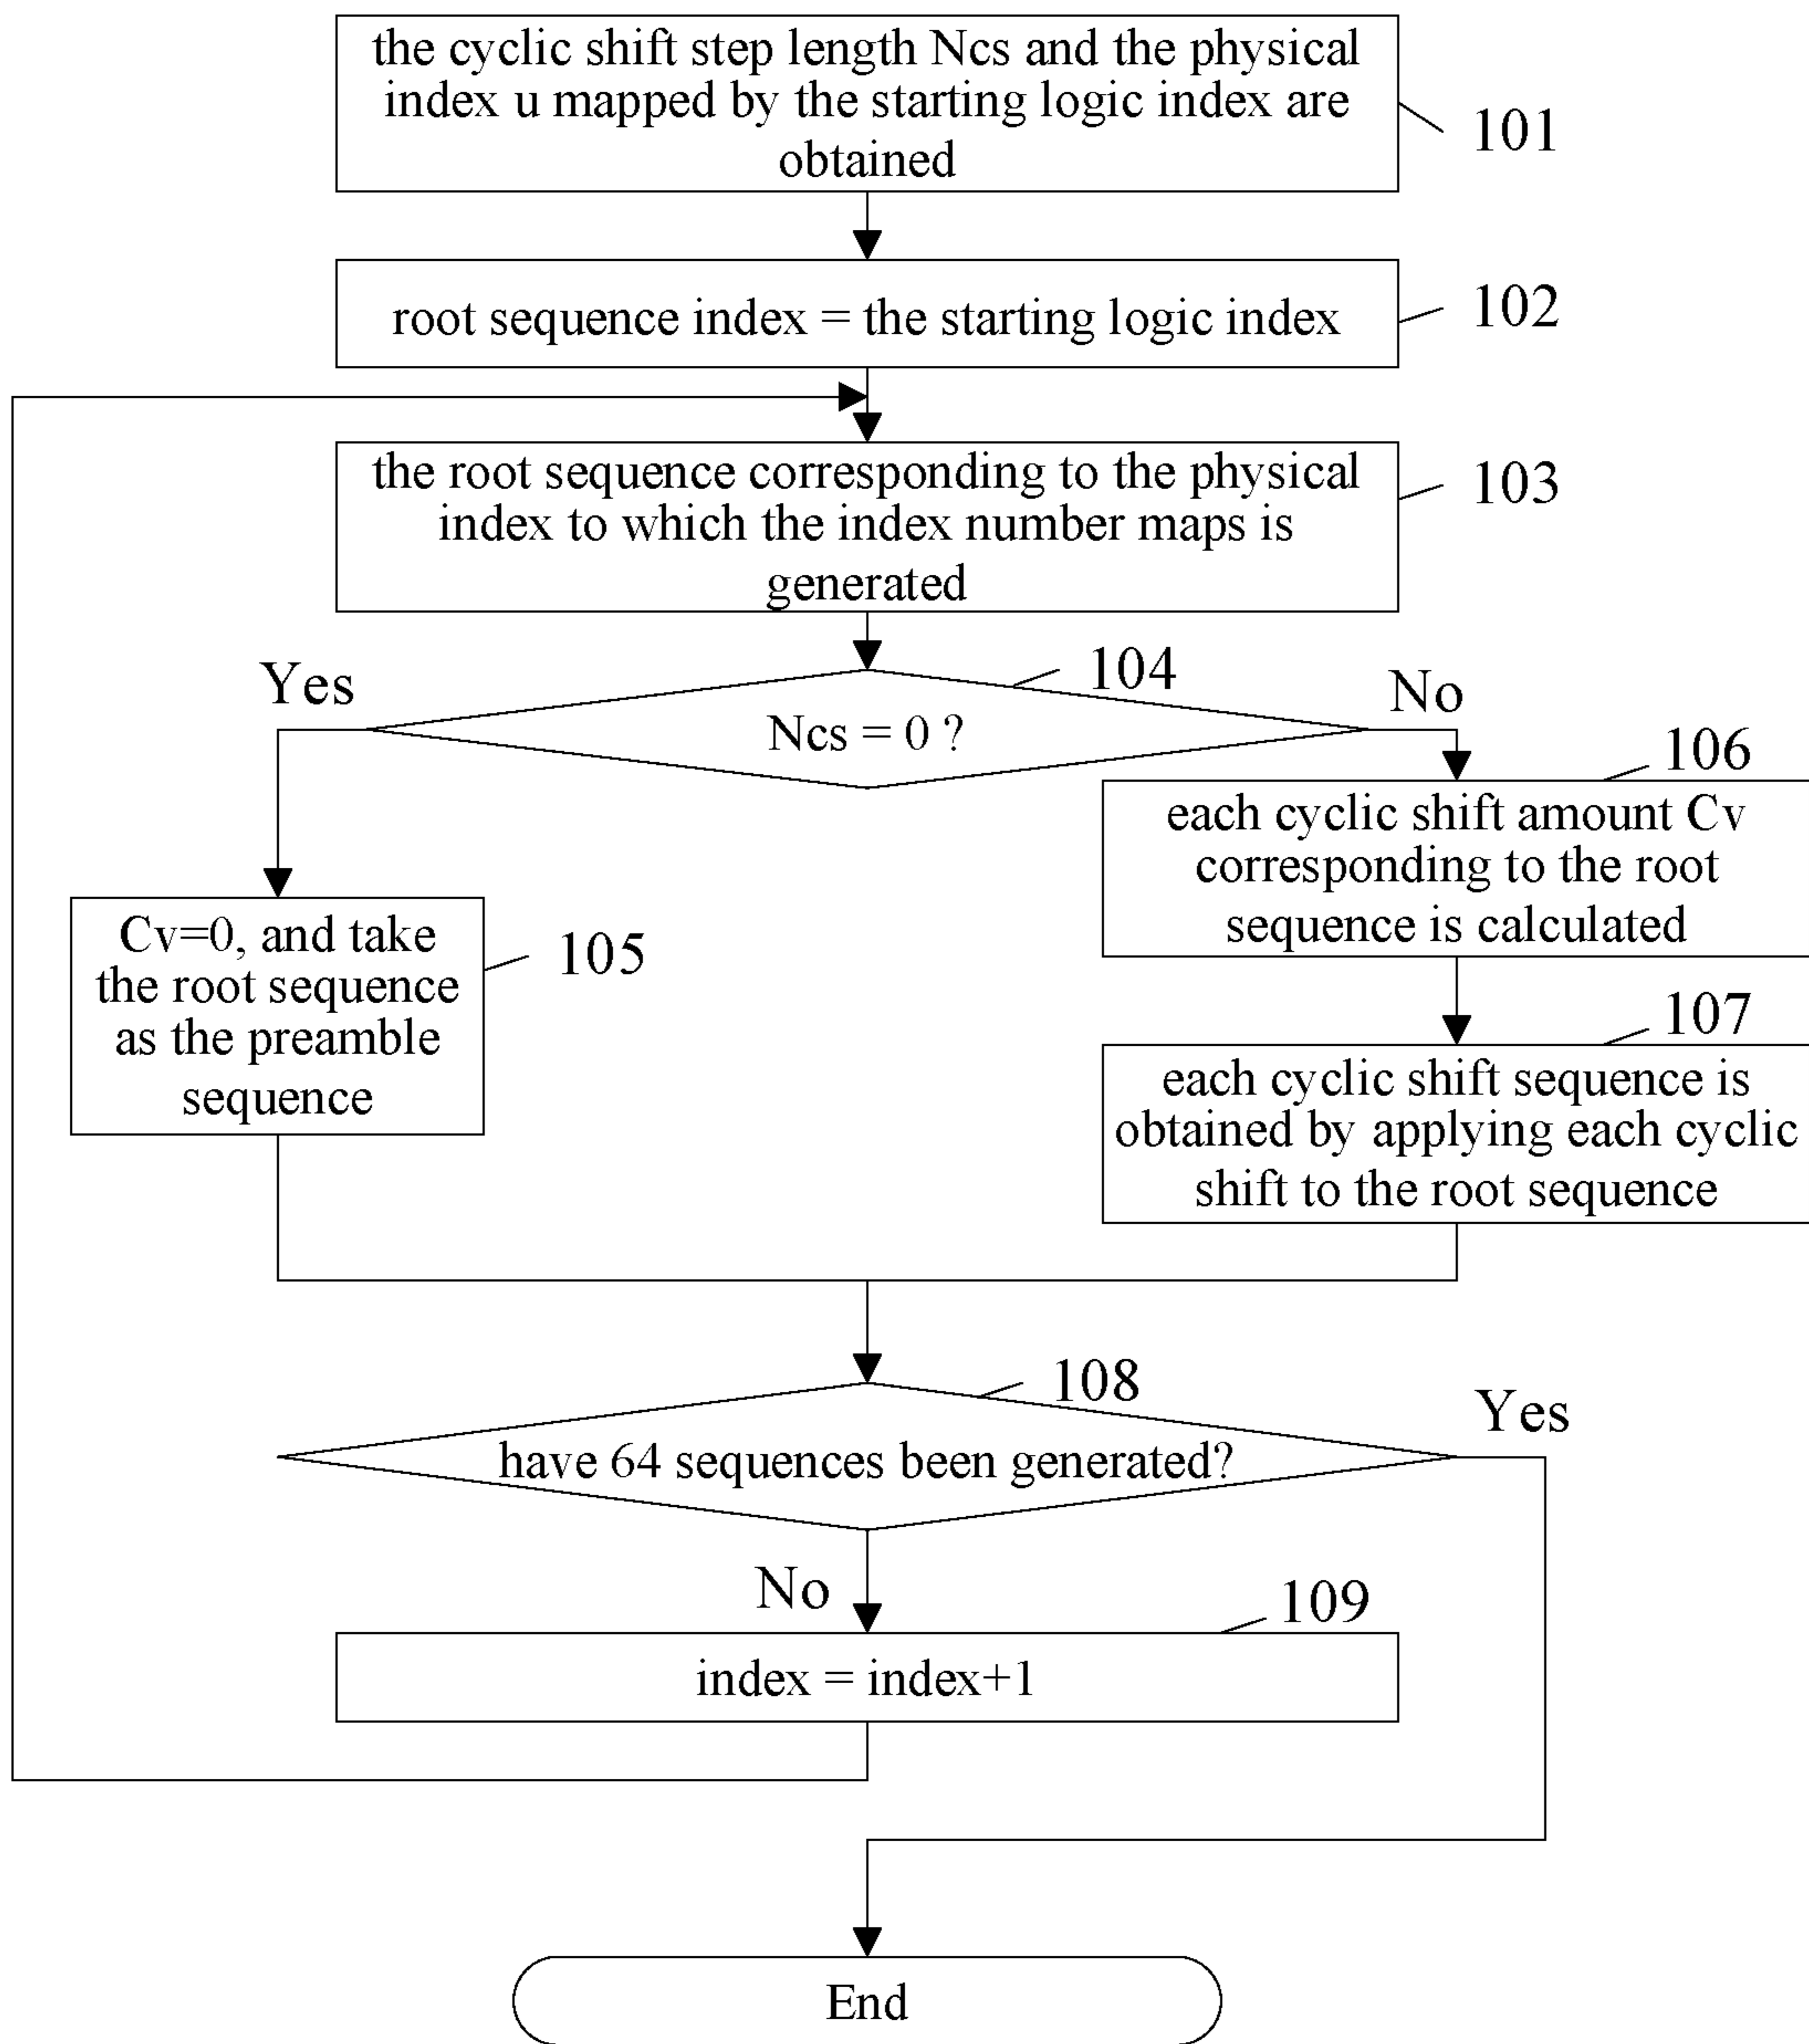 the cyclic shift step length Ncs and the physical
index u mapped by the starting logic index are
obtained
101
root sequence index = the starting logic index
102
the root sequence corresponding to the physical
index to which the index number maps is
generated
103
104
Yes
No
Ncs = 0 ?
106
each cyclic shift amount Cv
corresponding to the root
sequence is calculated
Cv=0, and take
the root sequence
as the preamble
sequence
105
107
each cyclic shift sequence is
obtained by applying each cyclic
shift to the root sequence
108
Yes
have 64 sequences been generated?
No
109
index = index+1
End